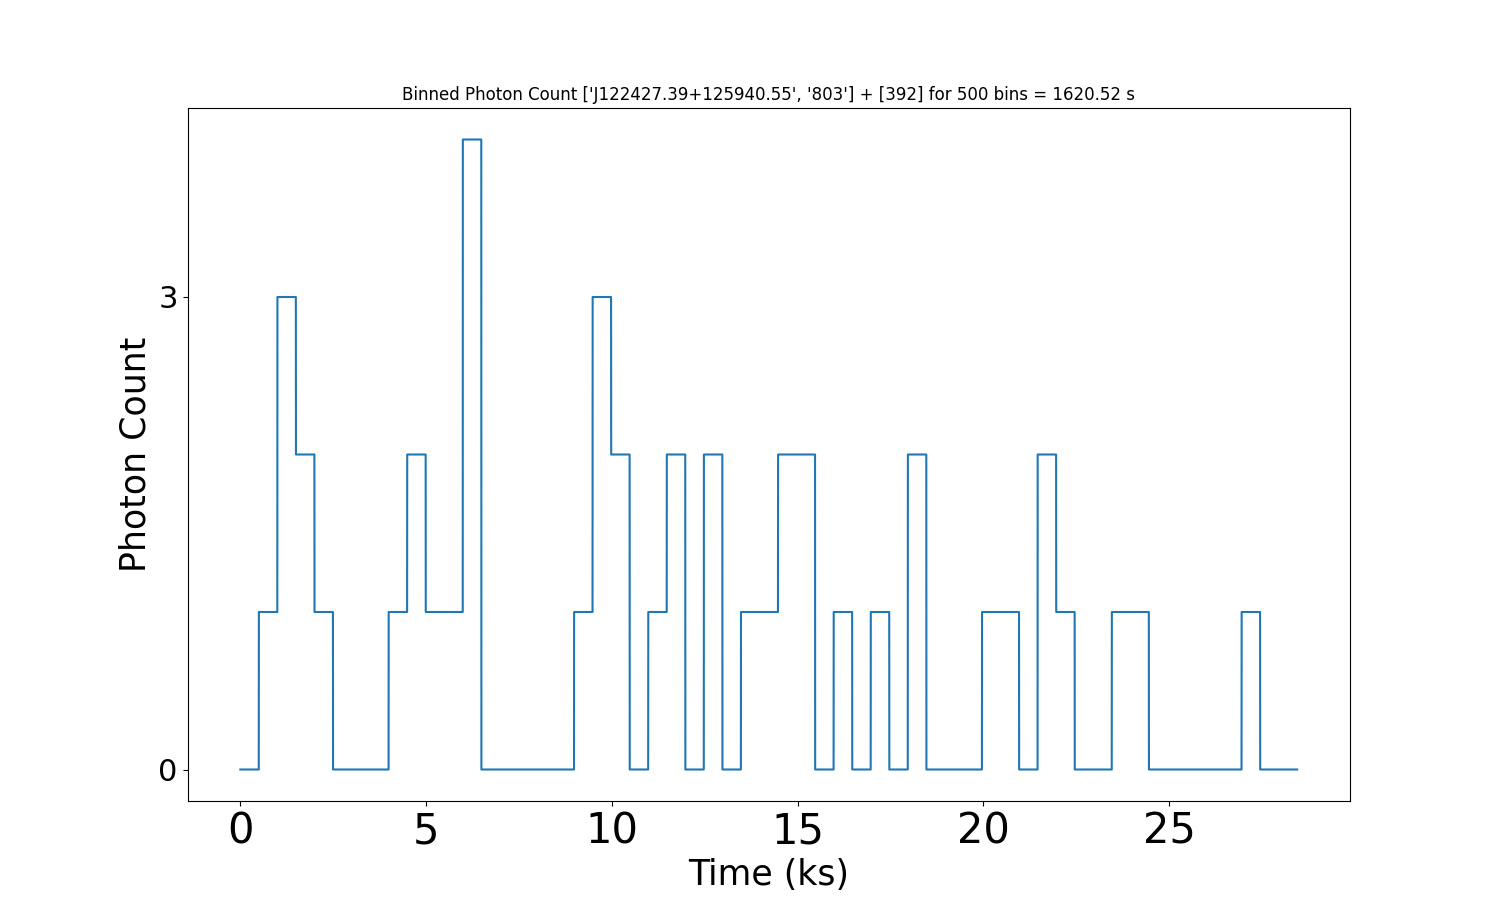 Binned Photon Count ['J122427.39+125940.55', '803'] + [392] for 500 bins = 1620.52 s
3
0
Photon Count
0 5 10 15 20 25
Time (ks)